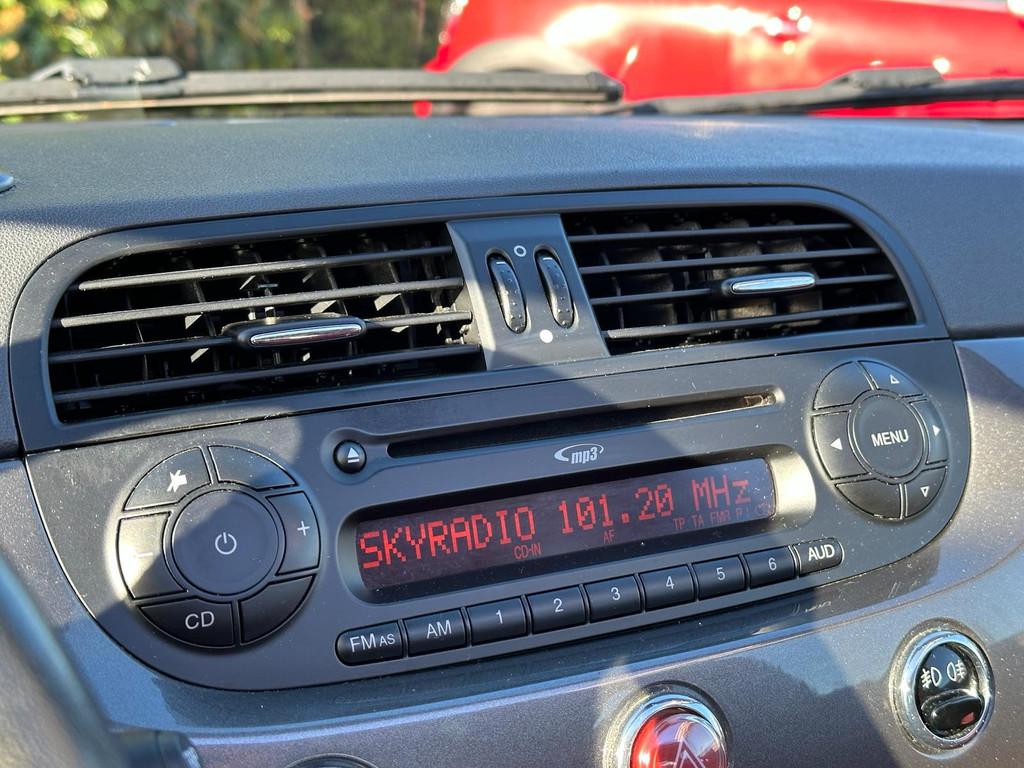 mp3
MENU
SKYRADIO 101.20 MHz
CD-IN AF TP TA
CD
FM AS AM 1 2 3 4 5 6 AUD